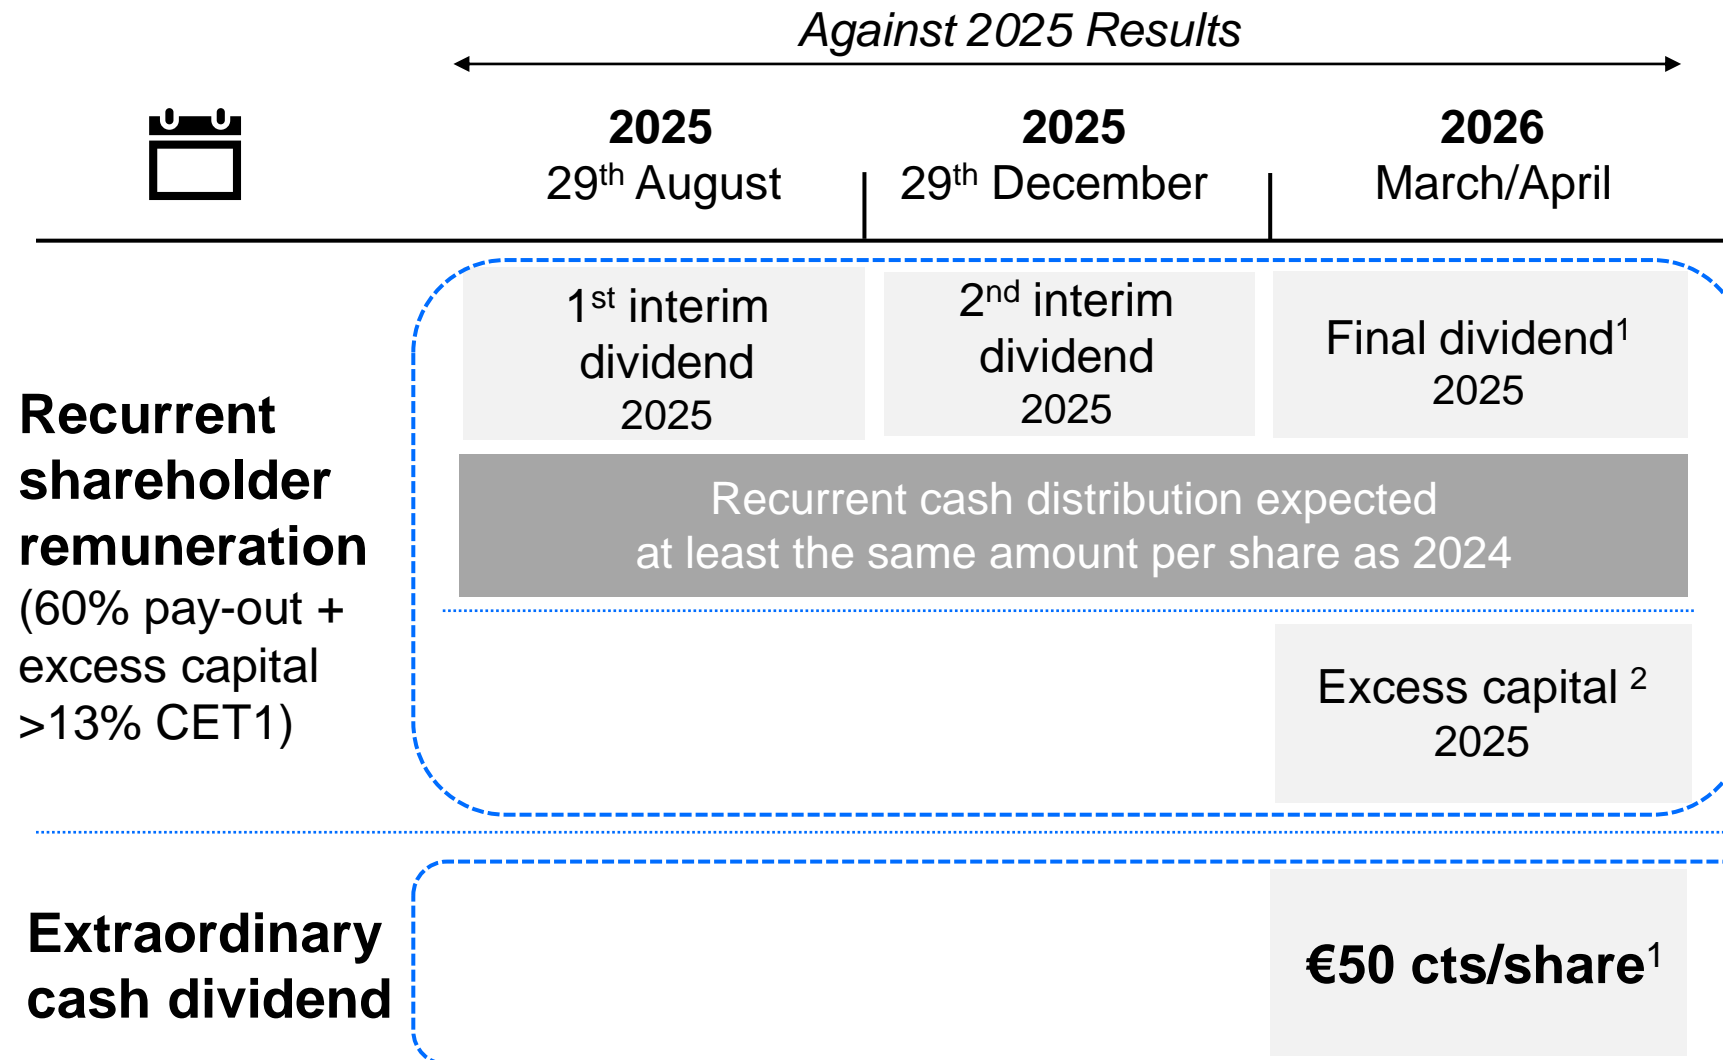 Against 2025 Results
2025
29th August
2025
29th December
2026
March/April
Recurrent
shareholder
remuneration
(60% pay-out +
excess capital
>13% CET1)
1st interim
dividend
2025
2nd interim
dividend
2025
Final dividend1
2025
Recurrent cash distribution expected
at least the same amount per share as 2024
Excess capital 2
2025
Extraordinary
cash dividend
€50 cts/share1